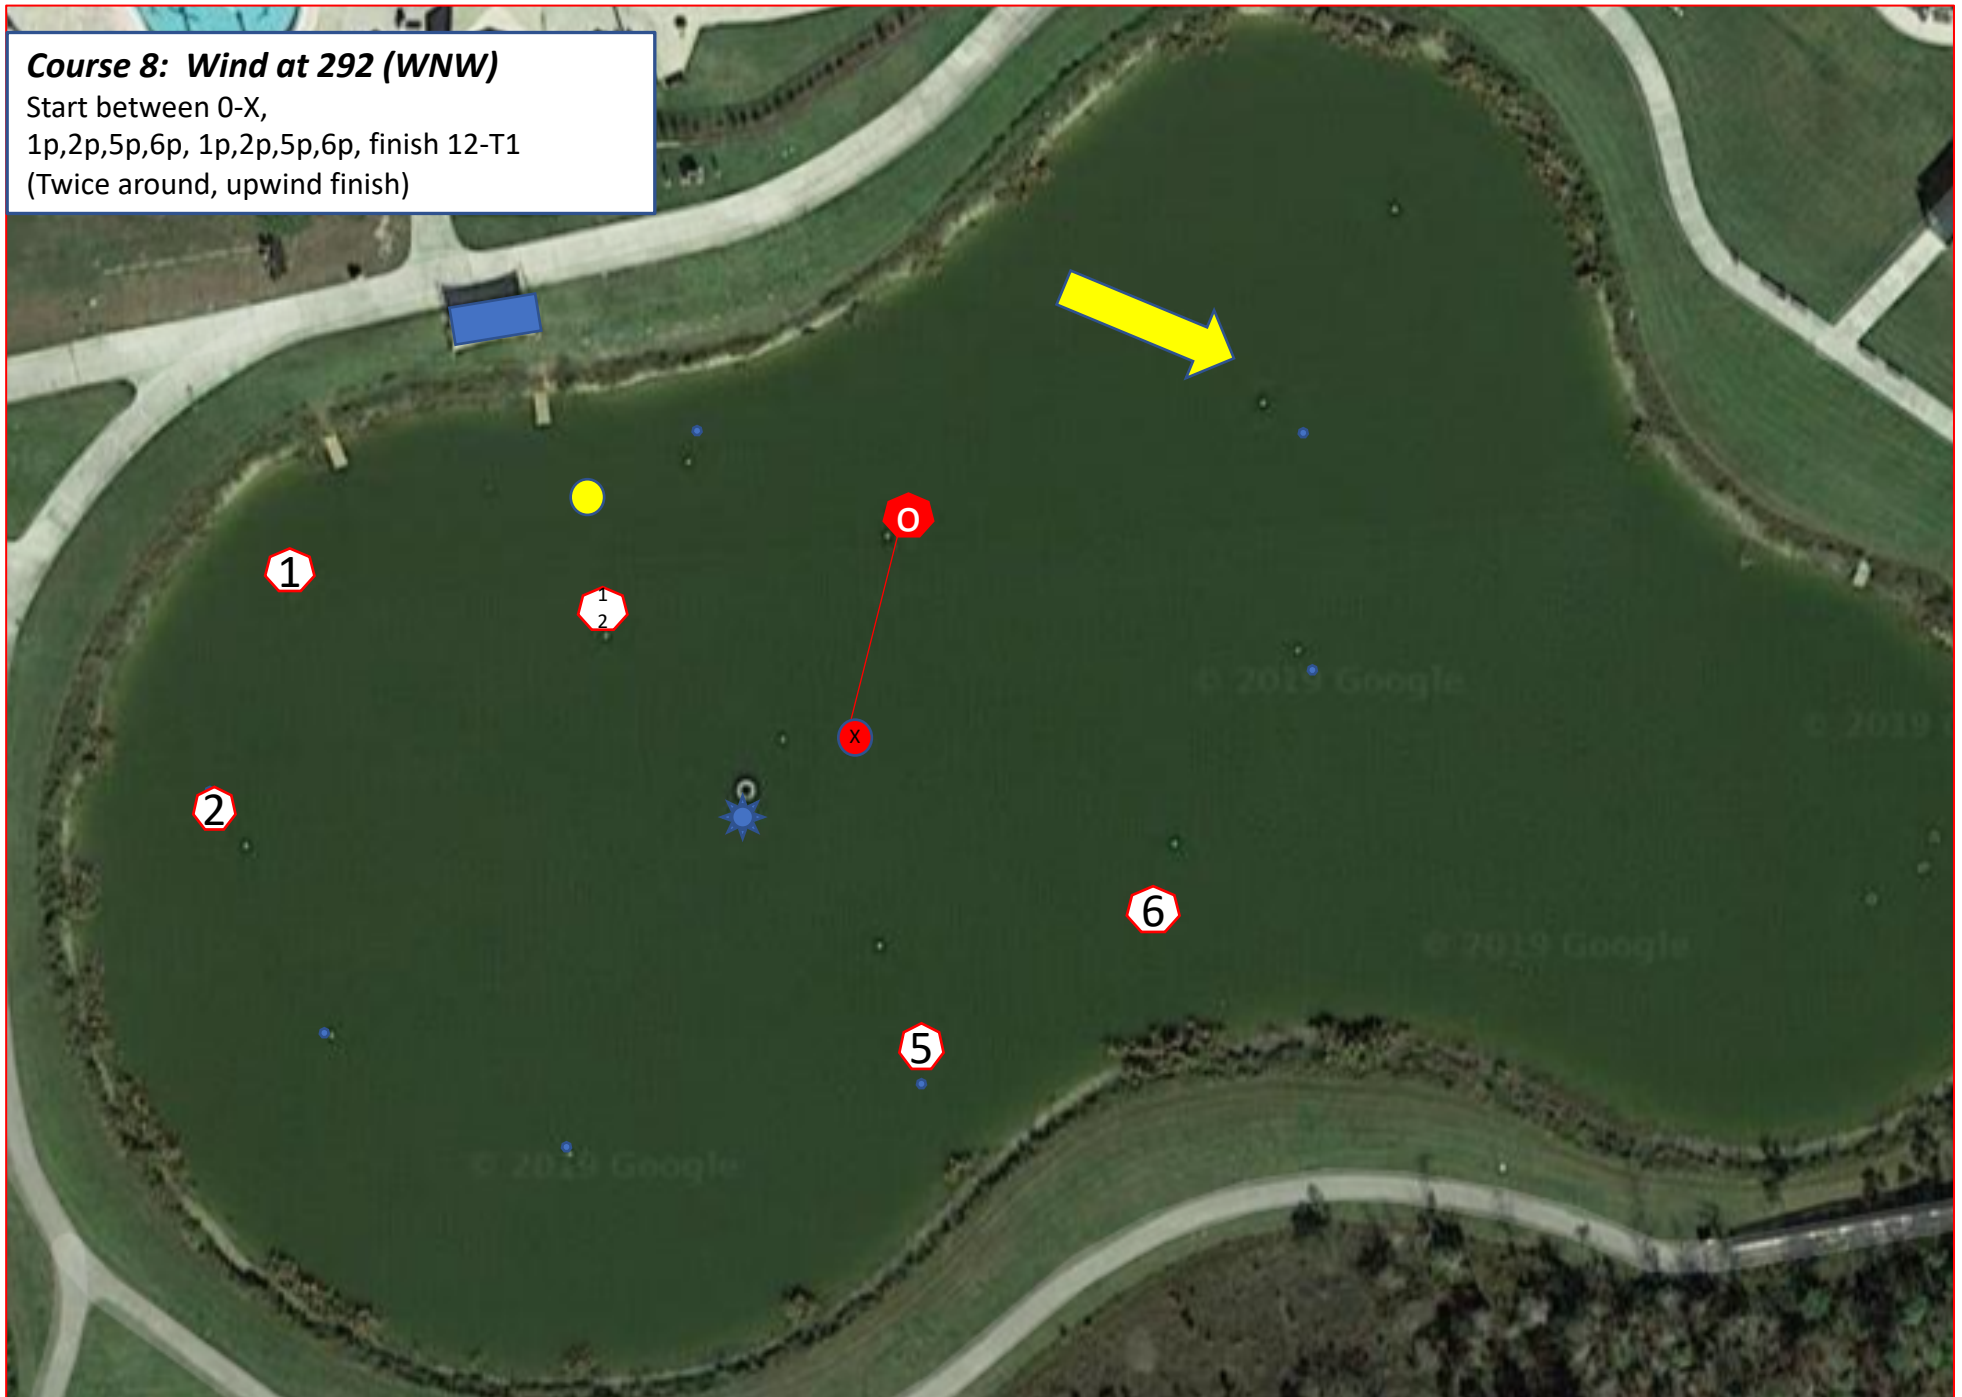 Course 8: Wind at 292 (WNW)
Start between 0-X,
1p,2p,5p,6p, 1p,2p,5p,6p, finish 12-T1
(Twice around, upwind finish)
O
1
1
2
© 2019 Google
© 2019
X
2
6
© 2019 Google
5
© 2019 Google